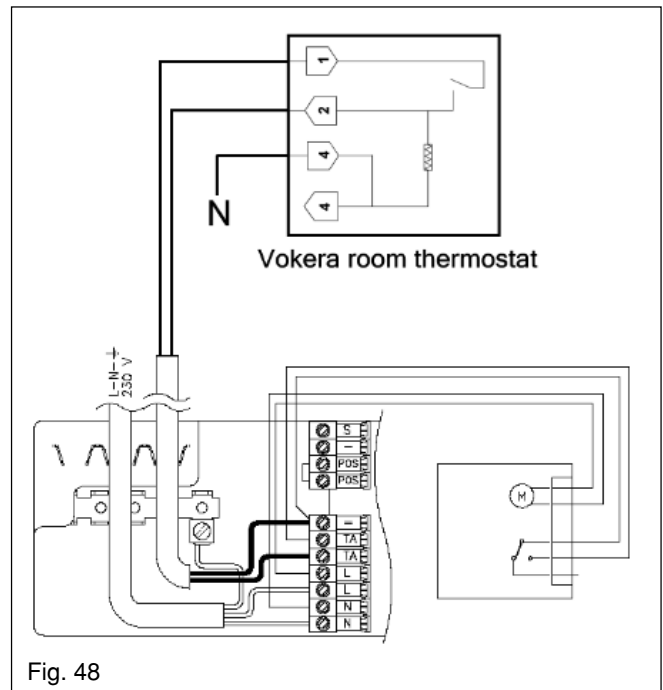 1
2
4
4
N
Vokera room thermostat
L-N-⏚
230 V
S
-
POS
POS
M
-
TA
TA
L
L
N
N
Fig. 48